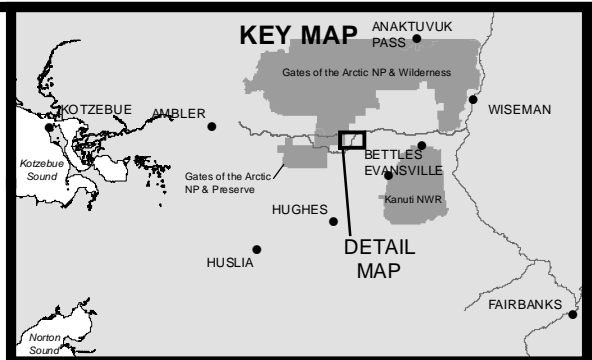 KEY MAP
ANAKTUVUK
PASS
Gates of the Arctic NP & Wilderness
KOTZEBUE
AMBLER
WISEMAN
Kotzebue
Sound
BETTLES
EVANSVILLE
Gates of the Arctic
NP & Preserve
Kanuti NWR
HUGHES
DETAIL
MAP
HUSLIA
FAIRBANKS
Norton
Sound